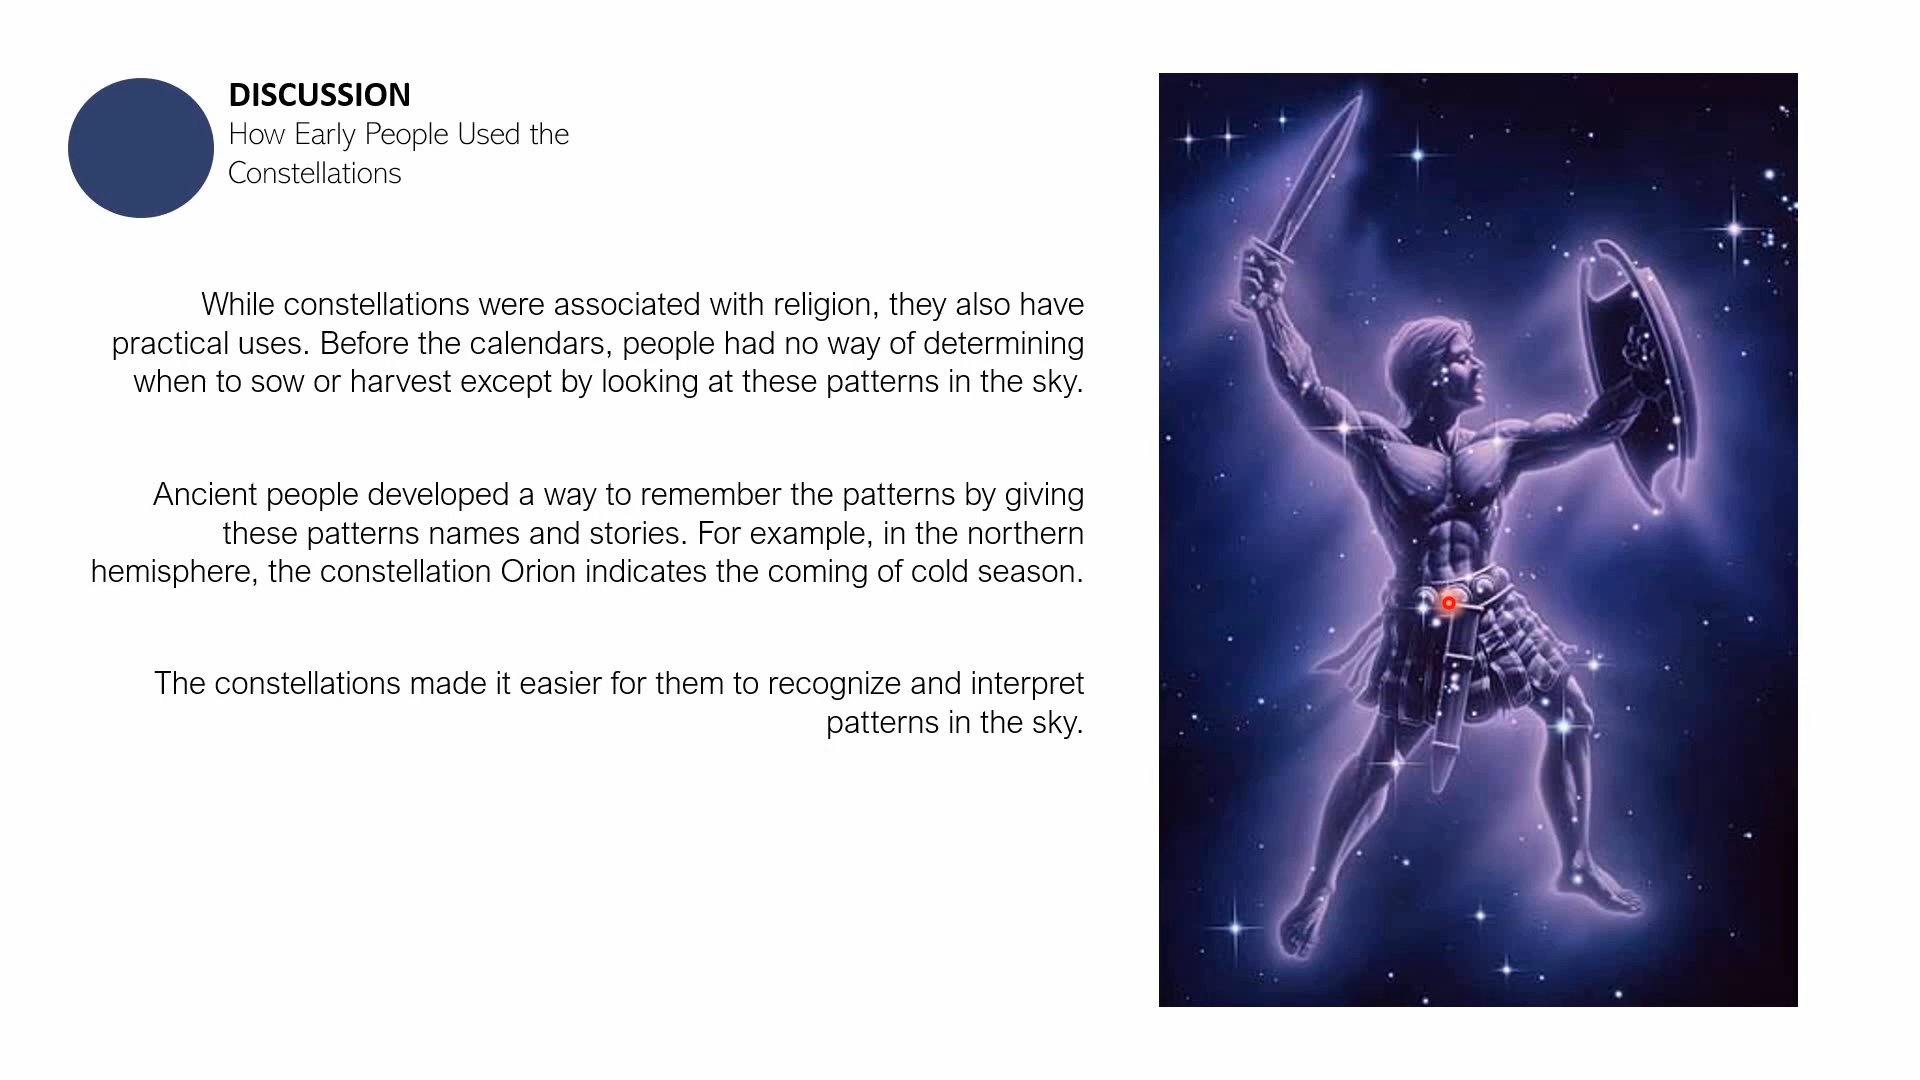 DISCUSSION
How Early People Used the
Constellations
While constellations were associated with religion, they also have
practical uses. Before the calendars, people had no way of determining
when to sow or harvest except by looking at these patterns in the sky.
Ancient people developed a way to remember the patterns by giving
these patterns names and stories. For example, in the northern
hemisphere, the constellation Orion indicates the coming of cold season.
The constellations made it easier for them to recognize and interpret
patterns in the sky.